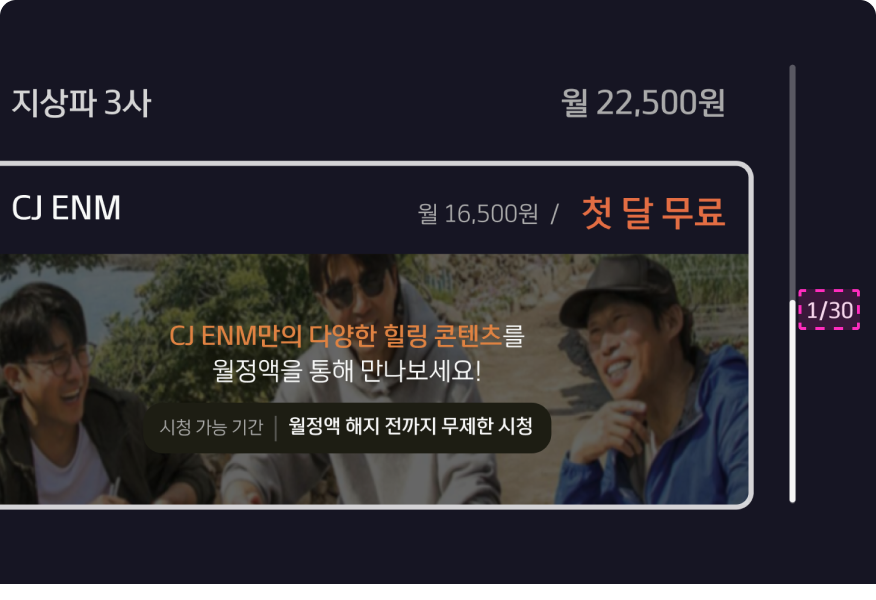 지상파 3사 월 22,500원
CJ ENM 월 16,500원 / 첫 달 무료
1/30
CJ ENM만의 다양한 힐링 콘텐츠를
월정액을 통해 만나보세요!
시청 가능 기간 | 월정액 해지 전까지 무제한 시청